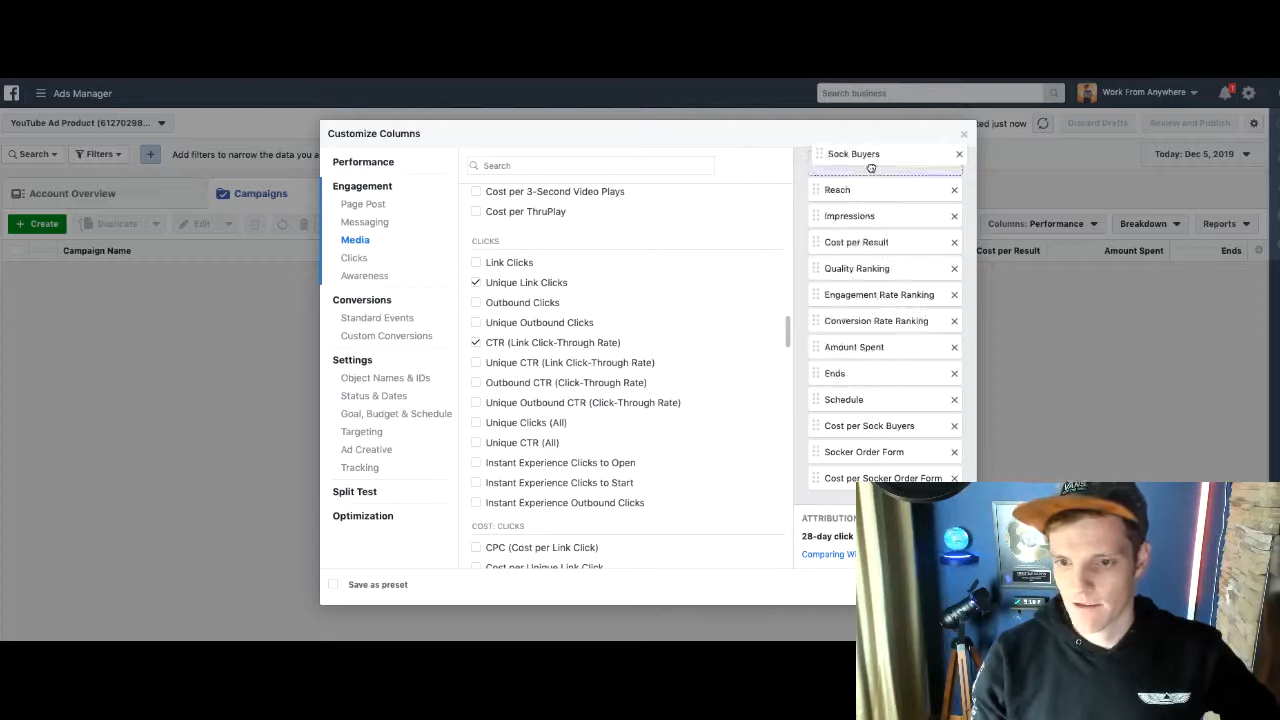 Ads Manager
Search business
Work From Anywhere
1
YouTube Ad Product (61270298...
ted just now
Discard Drafts
Review and Publish
Search
Filters
Add filters to narrow the data you a
Today: Dec 5, 2019
Account Overview
Campaigns
Create
Duplicate
Edit
Columns: Performance
Breakdown
Reports
Campaign Name
Cost per Result
Amount Spent
Ends
Customize Columns
Performance
Engagement
Page Post
Messaging
Media
Clicks
Awareness
Conversions
Standard Events
Custom Conversions
Settings
Object Names & IDs
Status & Dates
Goal, Budget & Schedule
Targeting
Ad Creative
Tracking
Split Test
Optimization
Search
Cost per 3-Second Video Plays
Cost per ThruPlay
CLICKS
Link Clicks
Unique Link Clicks
Outbound Clicks
Unique Outbound Clicks
CTR (Link Click-Through Rate)
Unique CTR (Link Click-Through Rate)
Outbound CTR (Click-Through Rate)
Unique Outbound CTR (Click-Through Rate)
Unique Clicks (All)
Unique CTR (All)
Instant Experience Clicks to Open
Instant Experience Clicks to Start
Instant Experience Outbound Clicks
COST: CLICKS
CPC (Cost per Link Click)
Cost per Unique Link Click
Sock Buyers
Reach
Impressions
Cost per Result
Quality Ranking
Engagement Rate Ranking
Conversion Rate Ranking
Amount Spent
Ends
Schedule
Cost per Sock Buyers
Socker Order Form
Cost per Socker Order Form
ATTRIBUTION
28-day click
Comparing Wi
Save as preset
VANS